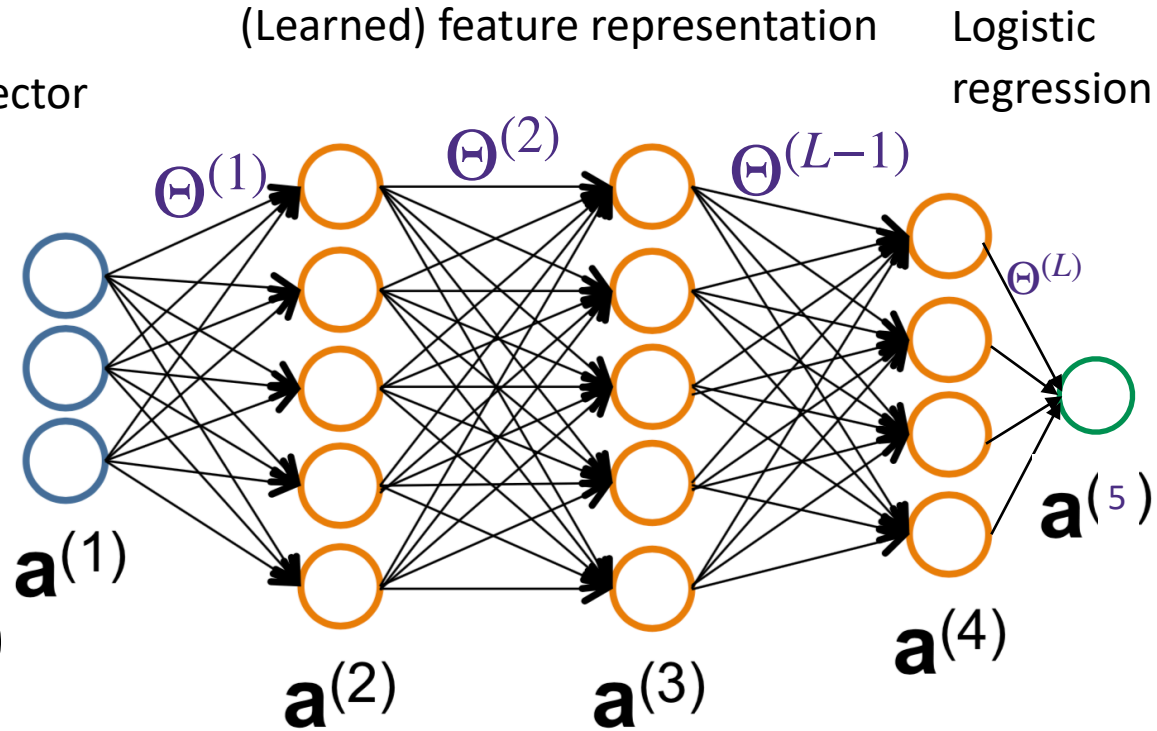 (Learned) feature representation
Logistic
regression
ector
Θ(1)
Θ(2)
Θ(L−1)
Θ(L)
a(1)
a(2)
a(3)
a(4)
a(5)
)